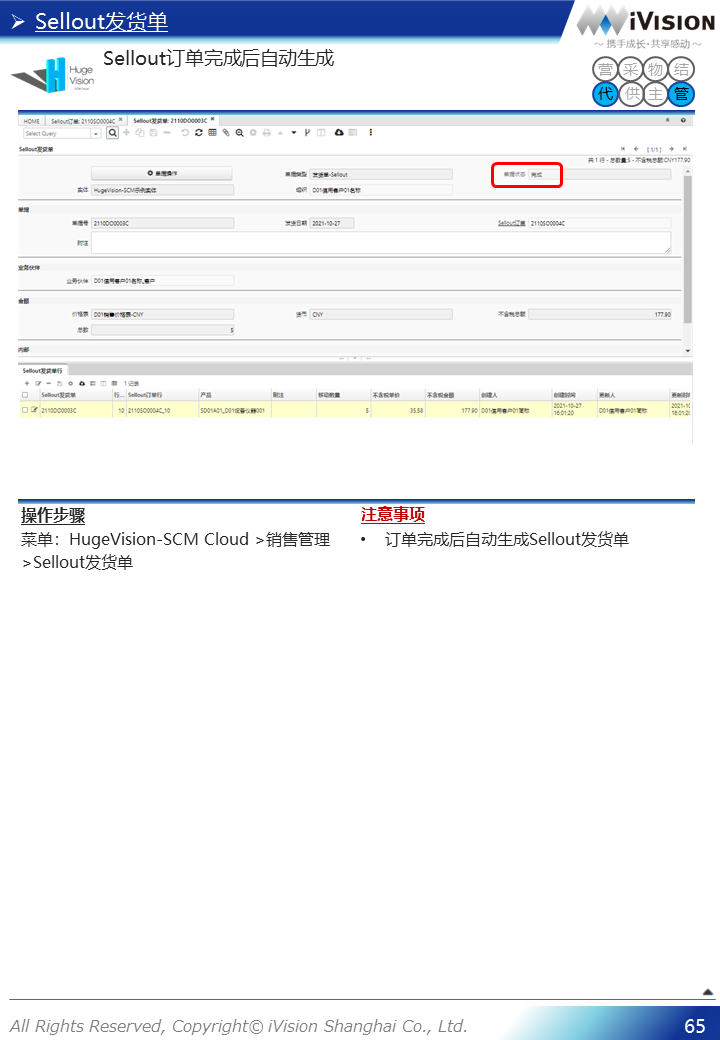 Sellout发货单
iVISION
～ 携手成长·共享感动 ～
Huge Vision
Sellout订单完成后自动生成
营 采 物 结
代 供 主 管
HOME Sellout订单: 2110SO0004C Sellout发货单: 2110DO0003C
Select Query
Sellout发货单 [1/1]
共 1 行 - 总数量:5 - 不含税总额:CNY177.90
单据操作 单据类型 发货单-Sellout 单据状态 完成
实体 HugeVision-SCM示例实体 组织 D01信用客户01名称
单据
单据号 2110DO0003C 发货日期 2021-10-27 Sellout订单 2110SO0004C
附注
业务伙伴
业务伙伴 D01信用客户01名称_客户
金额
价格表 D01销售价格表-CNY 货币 CNY 不含税总额 177.90
总数 5
内部
Sellout发货单行
1记录
Sellout发货单 行... Sellout订单行 产品 附注 移动数量 不含税单价 不含税金额 创建人 创建时间 更新人 更新时
2110DO0003C 10 2110SO0004C_10 SD01A01_D01设备仪器001 5 35.58 177.90 D01信用客户01简称 2021-10-27 16:01:20 D01信用客户01简称
操作步骤
菜单：HugeVision-SCM Cloud >销售管理
>Sellout发货单
注意事项
• 订单完成后自动生成Sellout发货单
All Rights Reserved, Copyright© iVision Shanghai Co., Ltd.
65